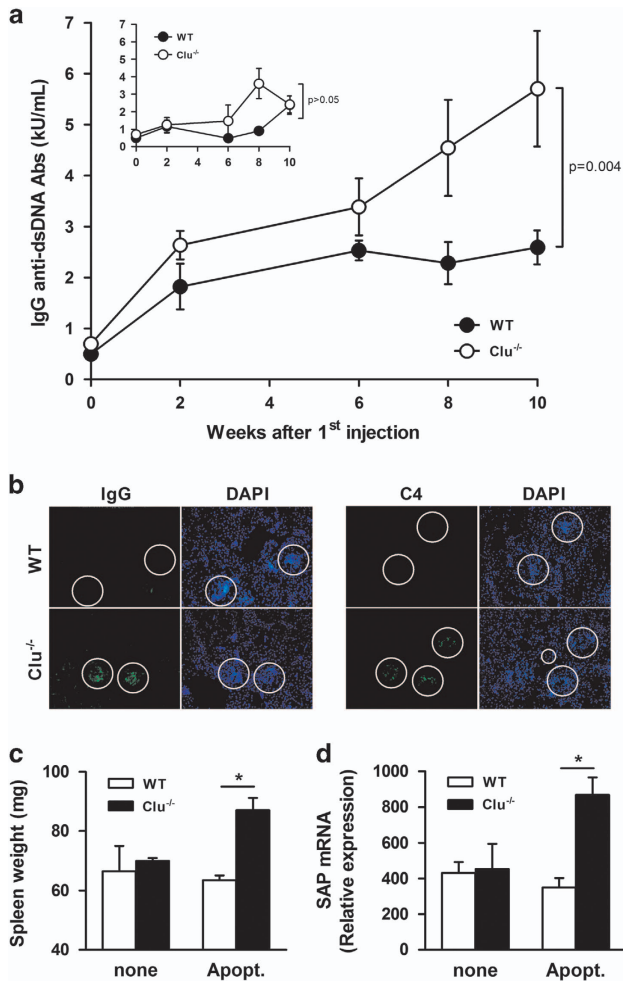 a
IgG anti-dsDNA Abs (kU/mL)
7
6
5
4
3
2
1
0
0 2 4 6 8 10
Weeks after 1st injection
7
6
5
4
3
2
1
0
0 2 4 6 8 10
WT
Clu-/-
p>0.05
p=0.004
WT
Clu-/-
b
IgG DAPI C4 DAPI
WT
Clu-/-
c
Spleen weight (mg)
100
80
60
40
WT
Clu-/-
*
none Apopt.
d
SAP mRNA
(Relative expression)
1000
800
600
400
200
0
WT
Clu-/-
*
none Apopt.